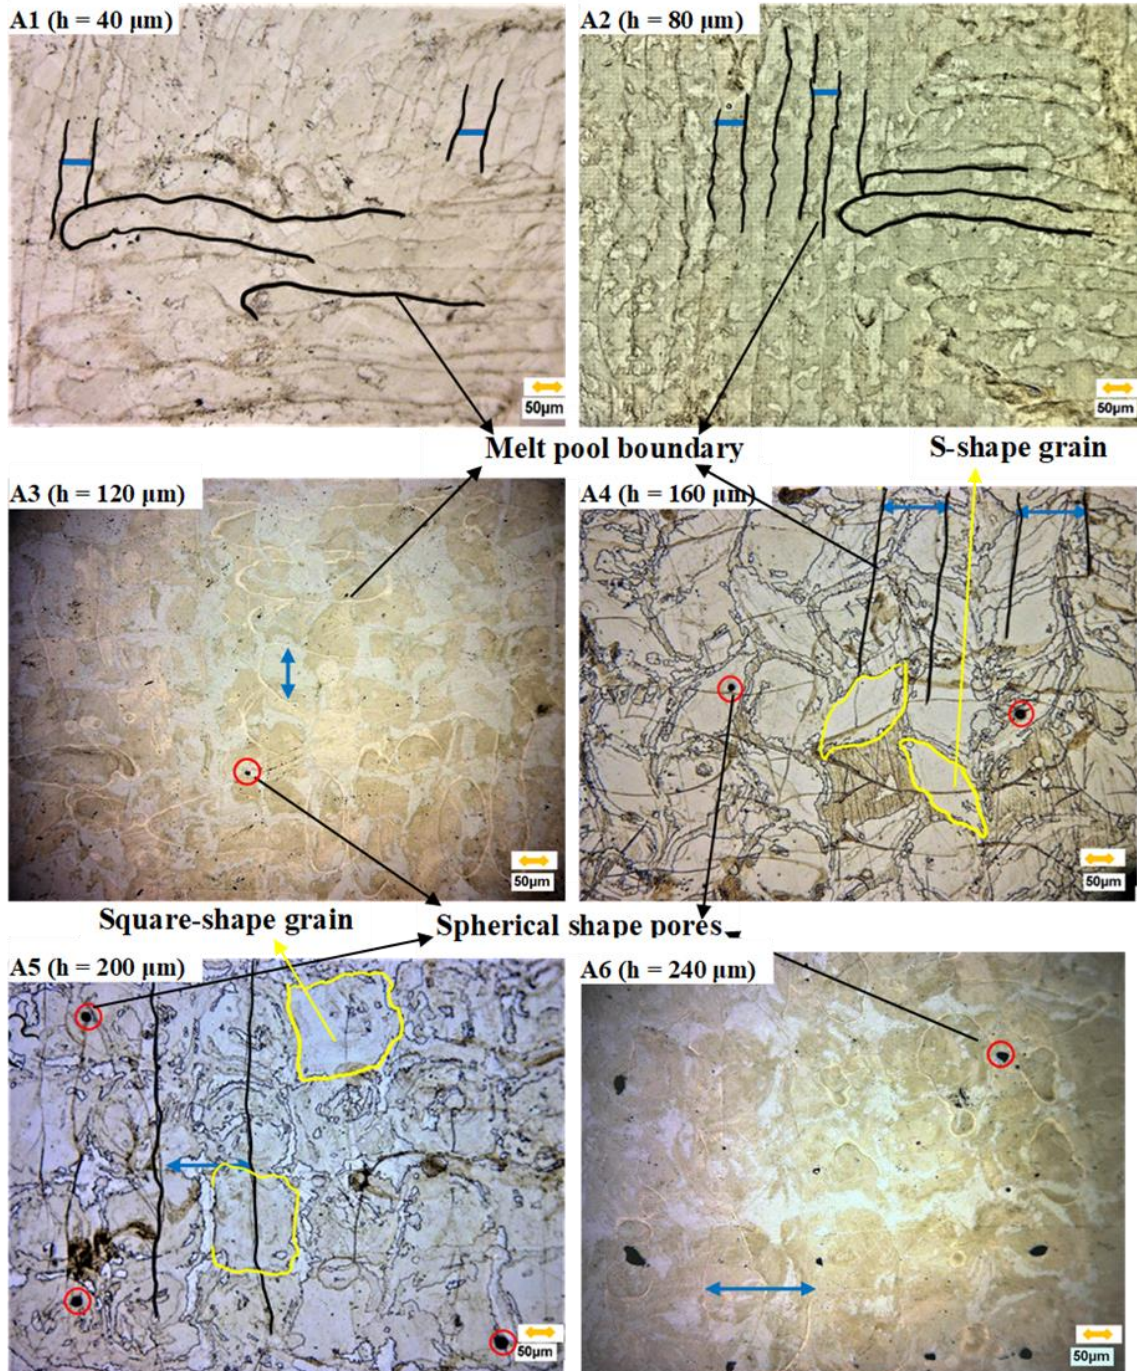 A1 (h = 40 µm)
A2 (h = 80 µm)
50µm
50µm
Melt pool boundary
S-shape grain
A3 (h = 120 µm)
A4 (h = 160 µm)
50µm
50µm
Square-shape grain
Spherical shape pores
A5 (h = 200 µm)
A6 (h = 240 µm)
50µm
50µm